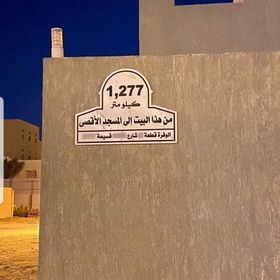 1,277
كيلو متر
من هذا البيت إلى المسجد الأقصى
الوفرة قطعة شارع قسيمة